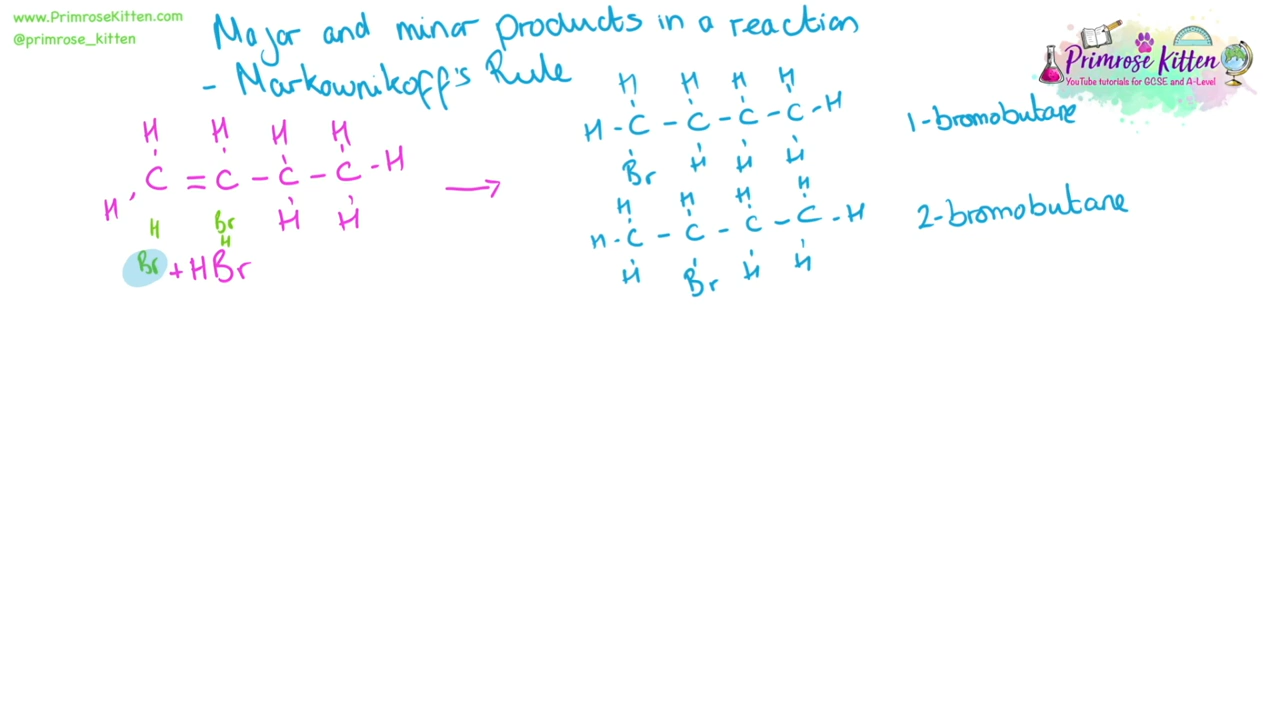 www.PrimroseKitten.com
@primrose_kitten
Major and minor products in a reaction
- Markownikoff's Rule
Primrose Kitten
YouTube tutorials for GCSE and A-Level
H H H H
C = C - C - C - H
H
H Br H H
H
Br + HBr
→
H H H H
H - C - C - C - C - H
Br H H H
1-bromobutane
H H H H
H - C - C - C - C - H
H Br H H
2-bromobutane